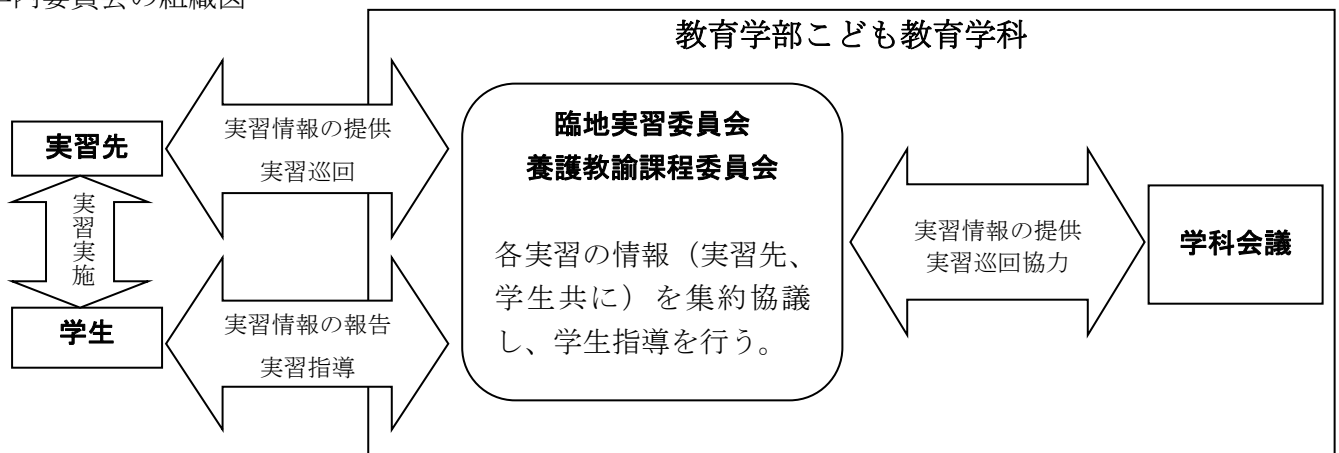 内委員会の組織図
教育学部こども教育学科
実習先
実習情報の提供
実習巡回
臨地実習委員会
養護教諭課程委員会
実習実施
各実習の情報（実習先、
学生共に）を集約協議
し、学生指導を行う。
実習情報の提供
実習巡回協力
学科会議
学生
実習情報の報告
実習指導